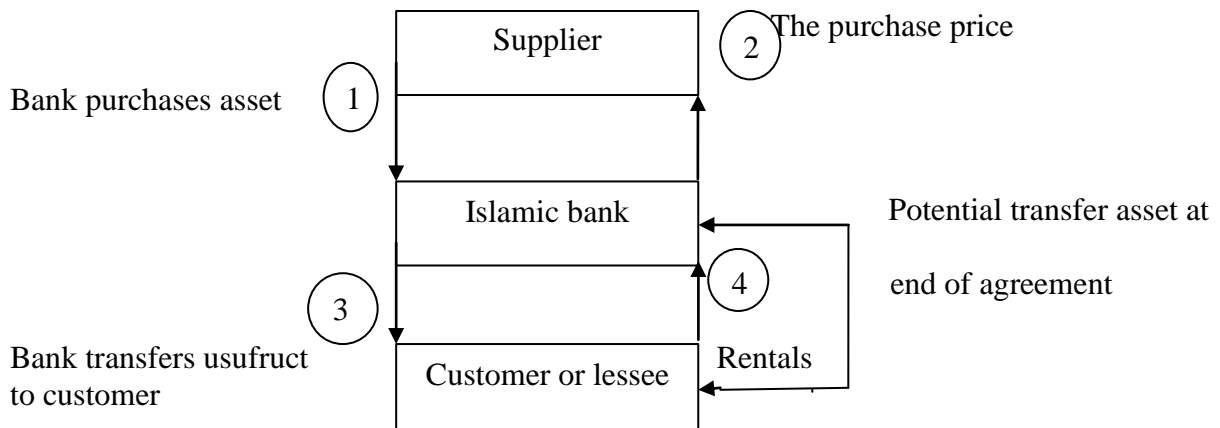 Supplier
2
The purchase price
Bank purchases asset
1
Islamic bank
Potential transfer asset at
end of agreement
3
4
Bank transfers usufruct
to customer
Customer or lessee
Rentals